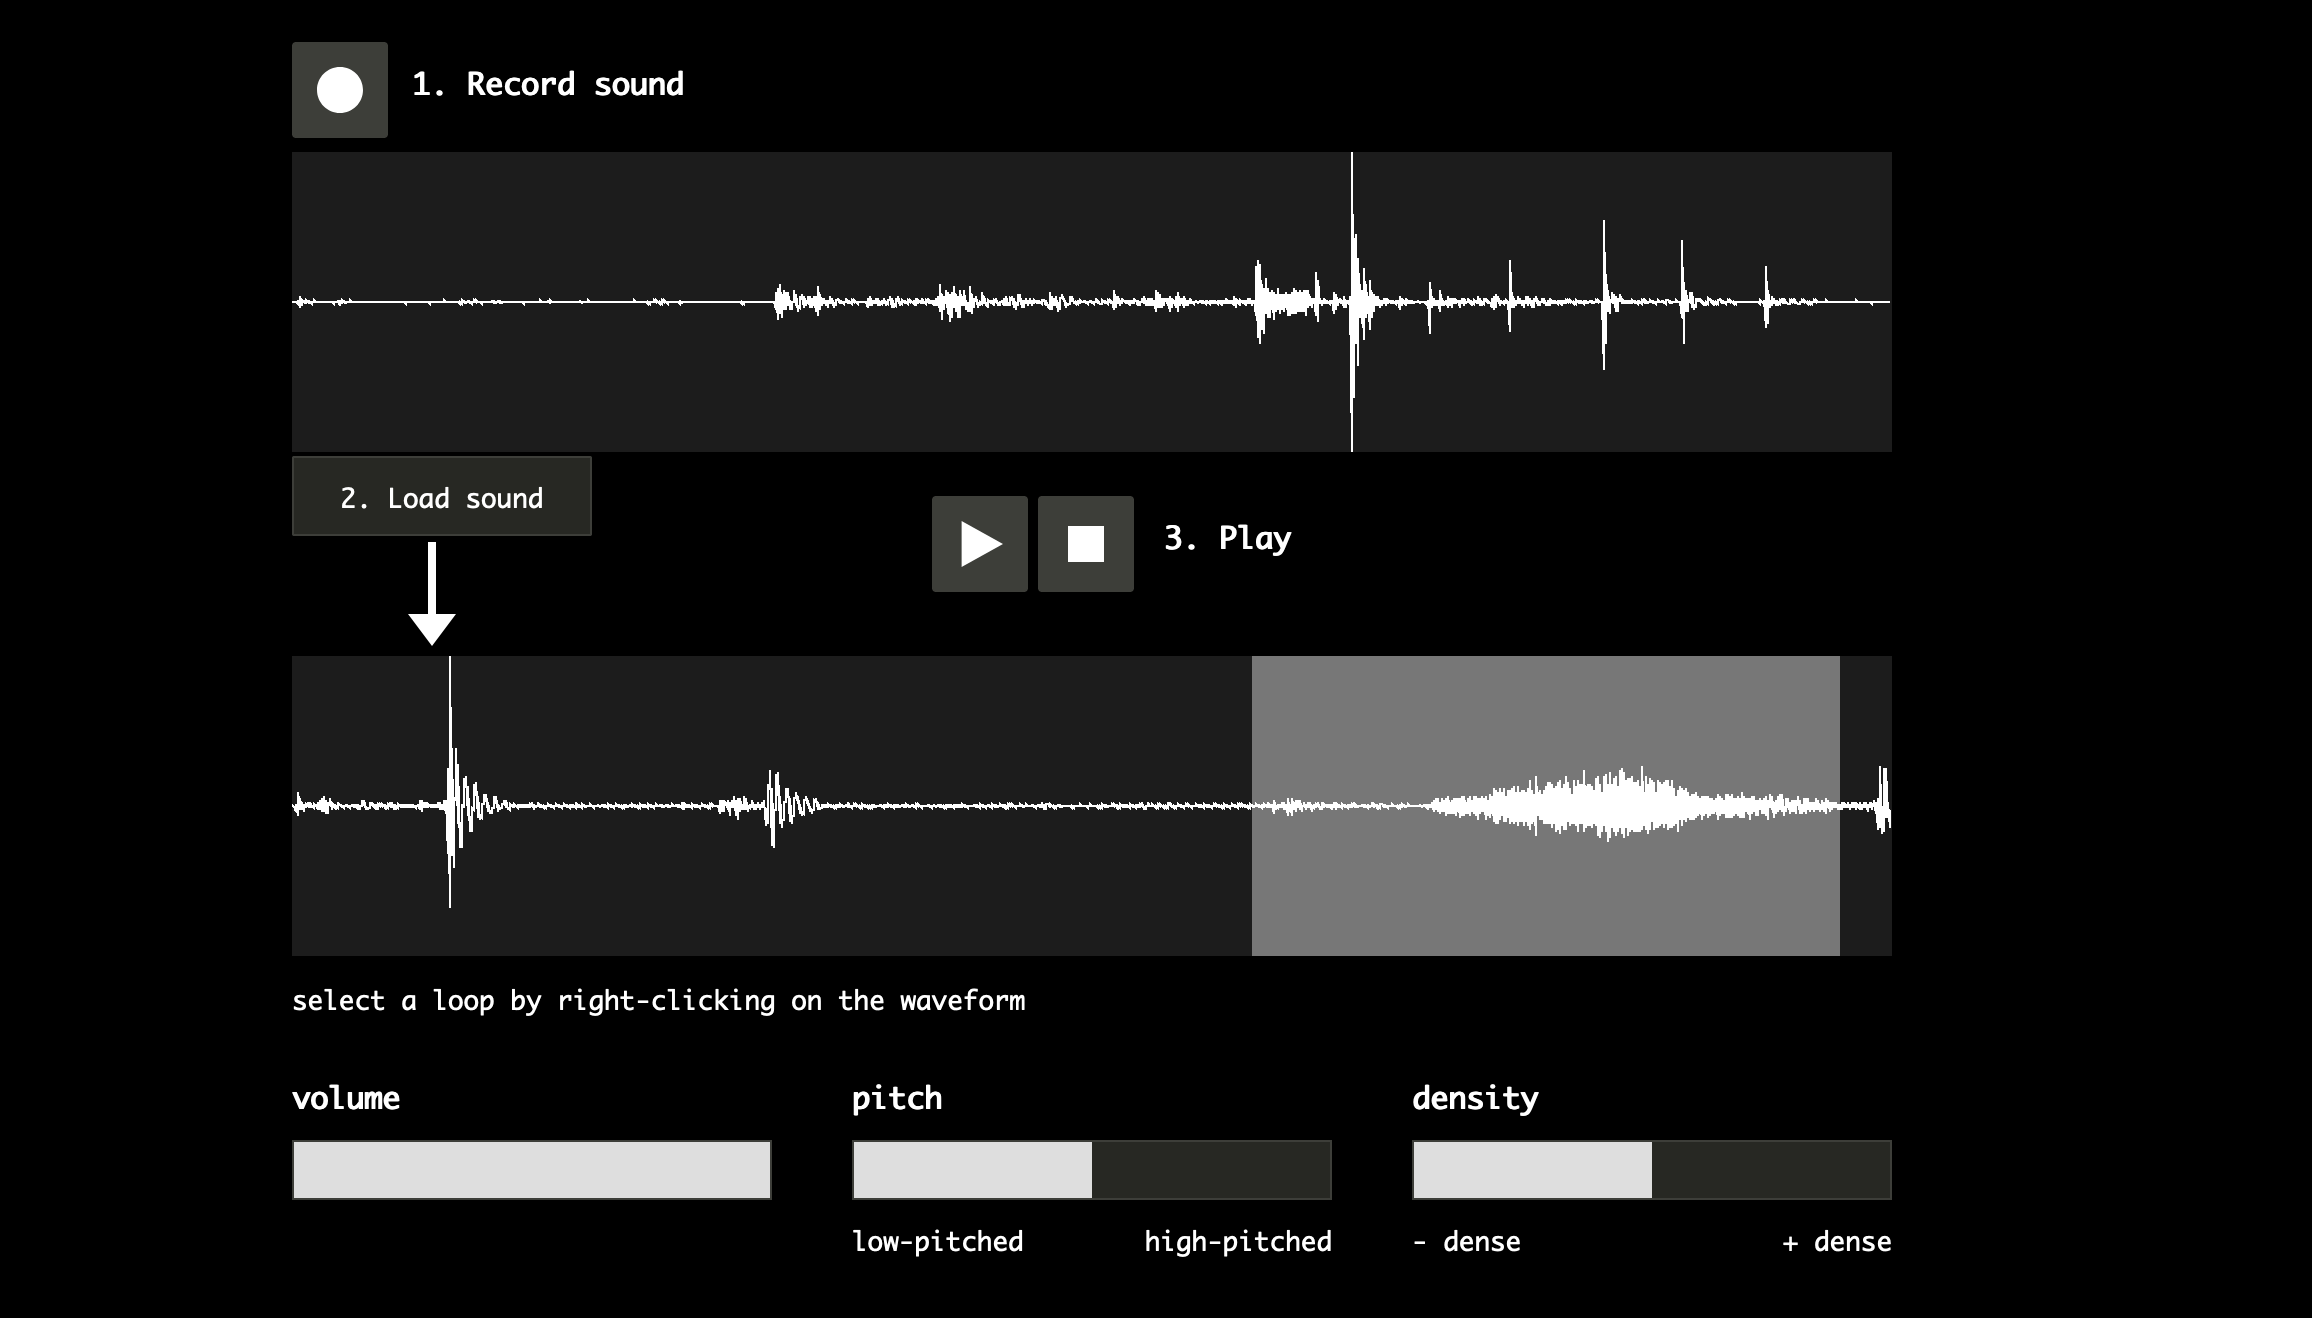 1. Record sound
2. Load sound
3. Play
select a loop by right-clicking on the waveform
volume
pitch
density
low-pitched
high-pitched
- dense
+ dense